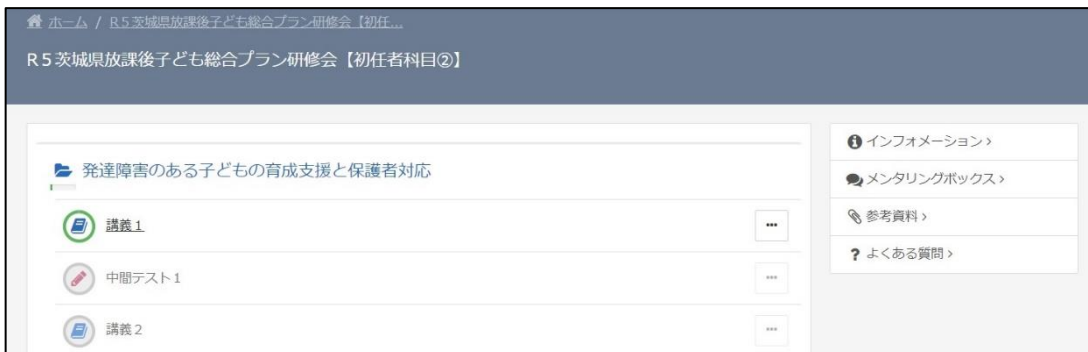 ホーム / R5茨城県放課後子ども総合プラン研修会【初任...
R5茨城県放課後子ども総合プラン研修会【初任者科目②】
発達障害のある子どもの育成支援と保護者対応
講義1
中間テスト1
講義2
インフォメーション›
メンタリングボックス›
参考資料›
よくある質問›